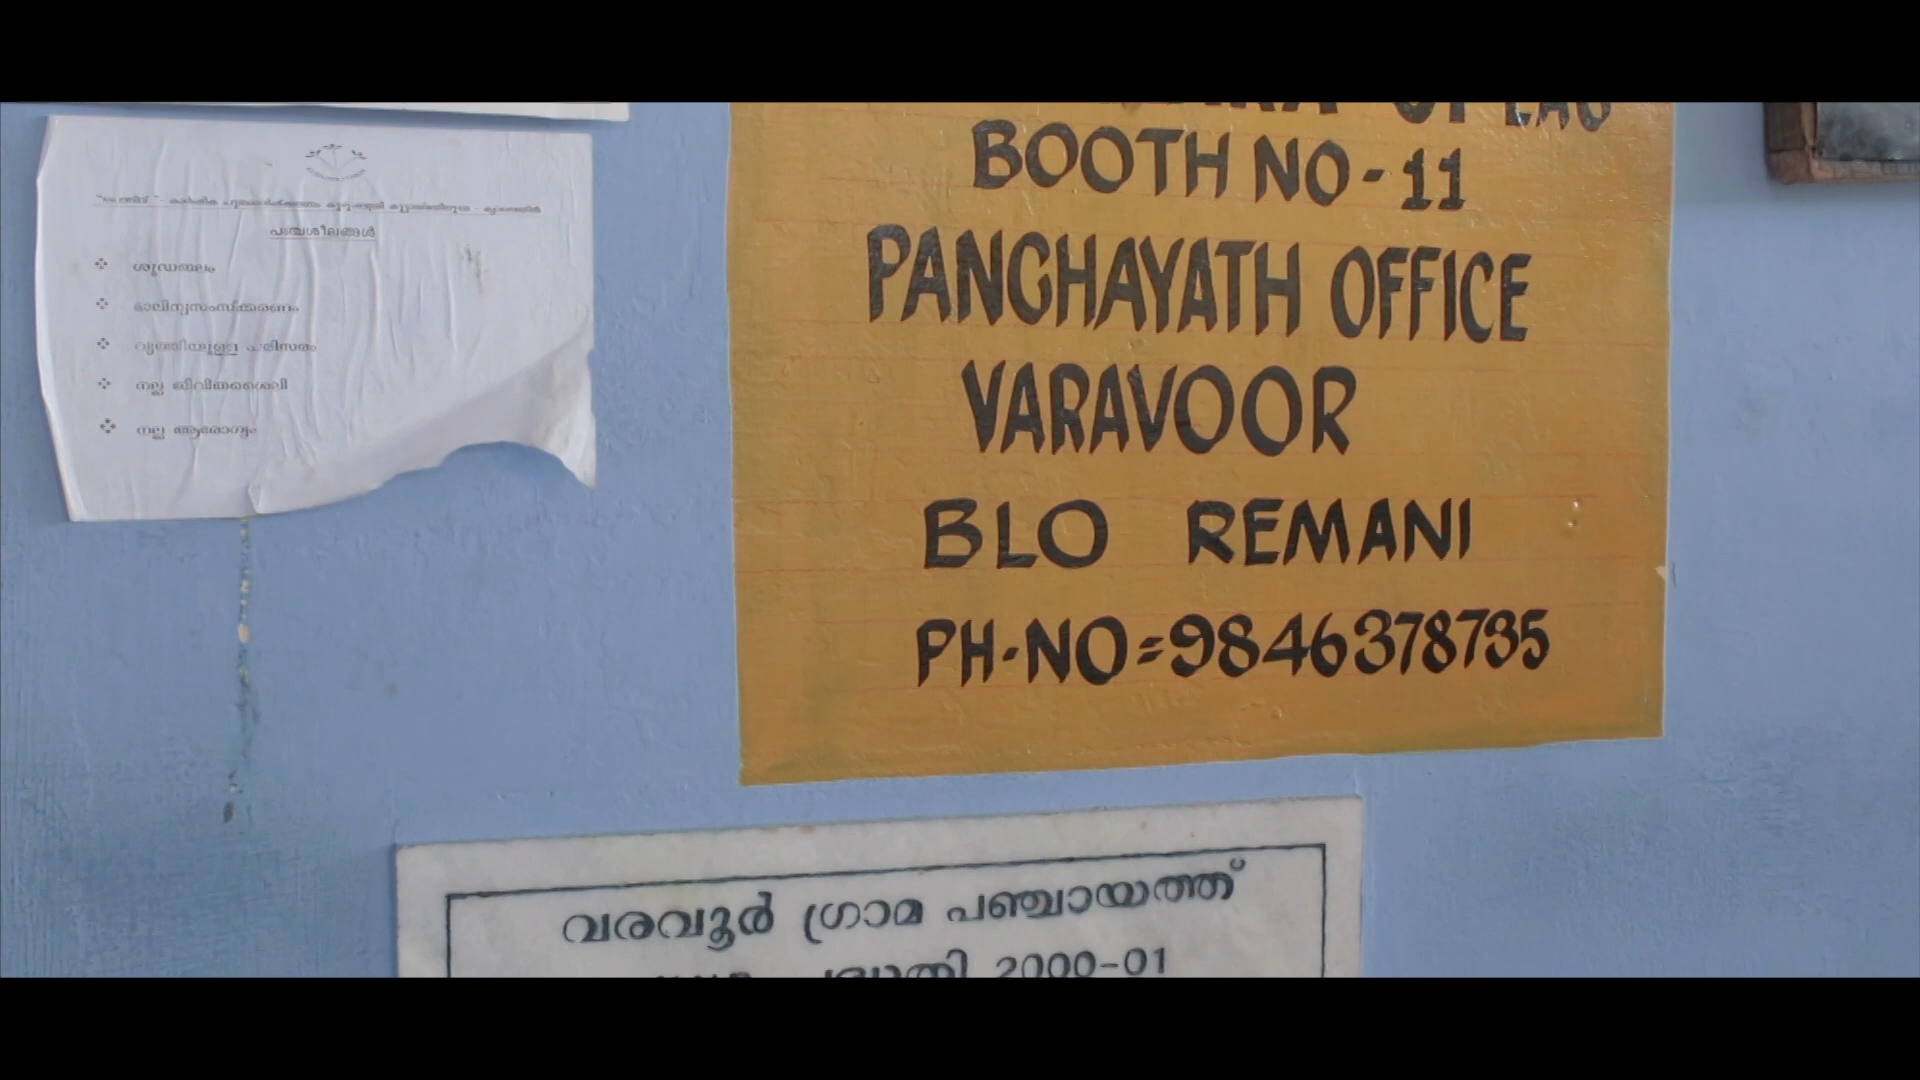 പഞ്ചശീലങ്ങൾ
ശുദ്ധജലം
മാലിന്യസംസ്ക്കരണം
വൃത്തിയുള്ള പരിസരം
നല്ല ജീവിതശൈലി
നല്ല ആരോഗ്യം
BOOTH NO-11
PANCHAYATH OFFICE
VARAVOOR
BLO REMANI
PH-NO=9846378735
വരവൂർ ഗ്രാമ പഞ്ചായത്ത്
2000-01